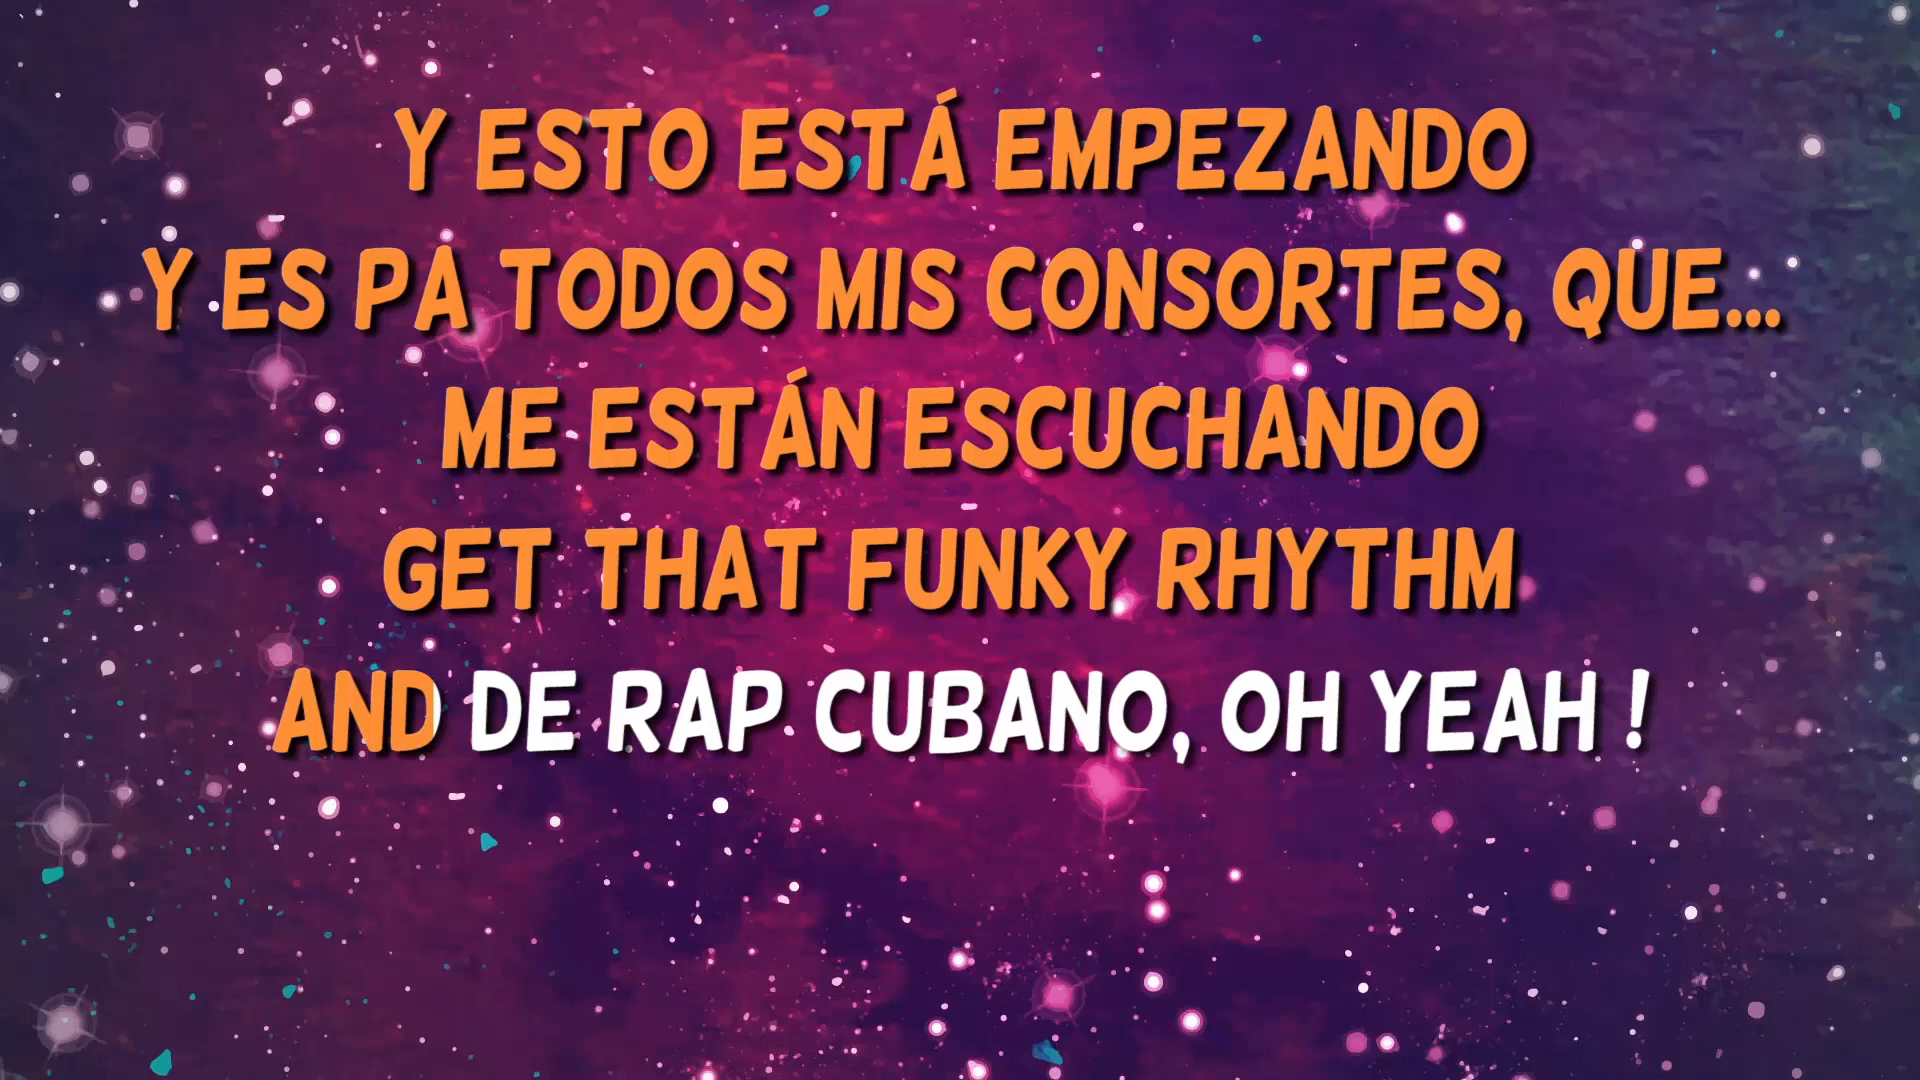 Y ESTO ESTÁ EMPEZANDO
Y ES PA TODOS MIS CONSORTES, QUE...
ME ESTÁN ESCUCHANDO
GET THAT FUNKY RHYTHM
AND DE RAP CUBANO, OH YEAH !